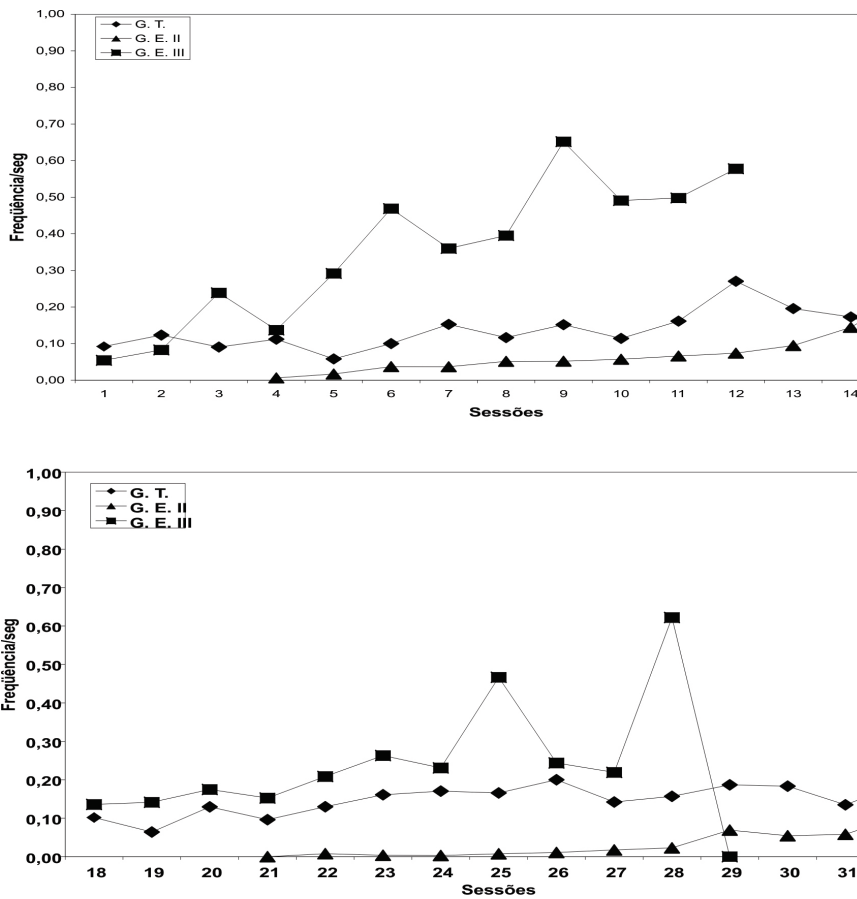 1,00
0,90
0,80
0,70
0,60
0,50
0,40
0,30
0,20
0,10
0,00
Freqüência/seg
G. T.
G. E. II
G. E. III
1 2 3 4 5 6 7 8 9 10 11 12 13 14
Sessões
1,00
0,90
0,80
0,70
0,60
0,50
0,40
0,30
0,20
0,10
0,00
Freqüência/seg
G. T.
G. E. II
G. E. III
18 19 20 21 22 23 24 25 26 27 28 29 30 31
Sessões